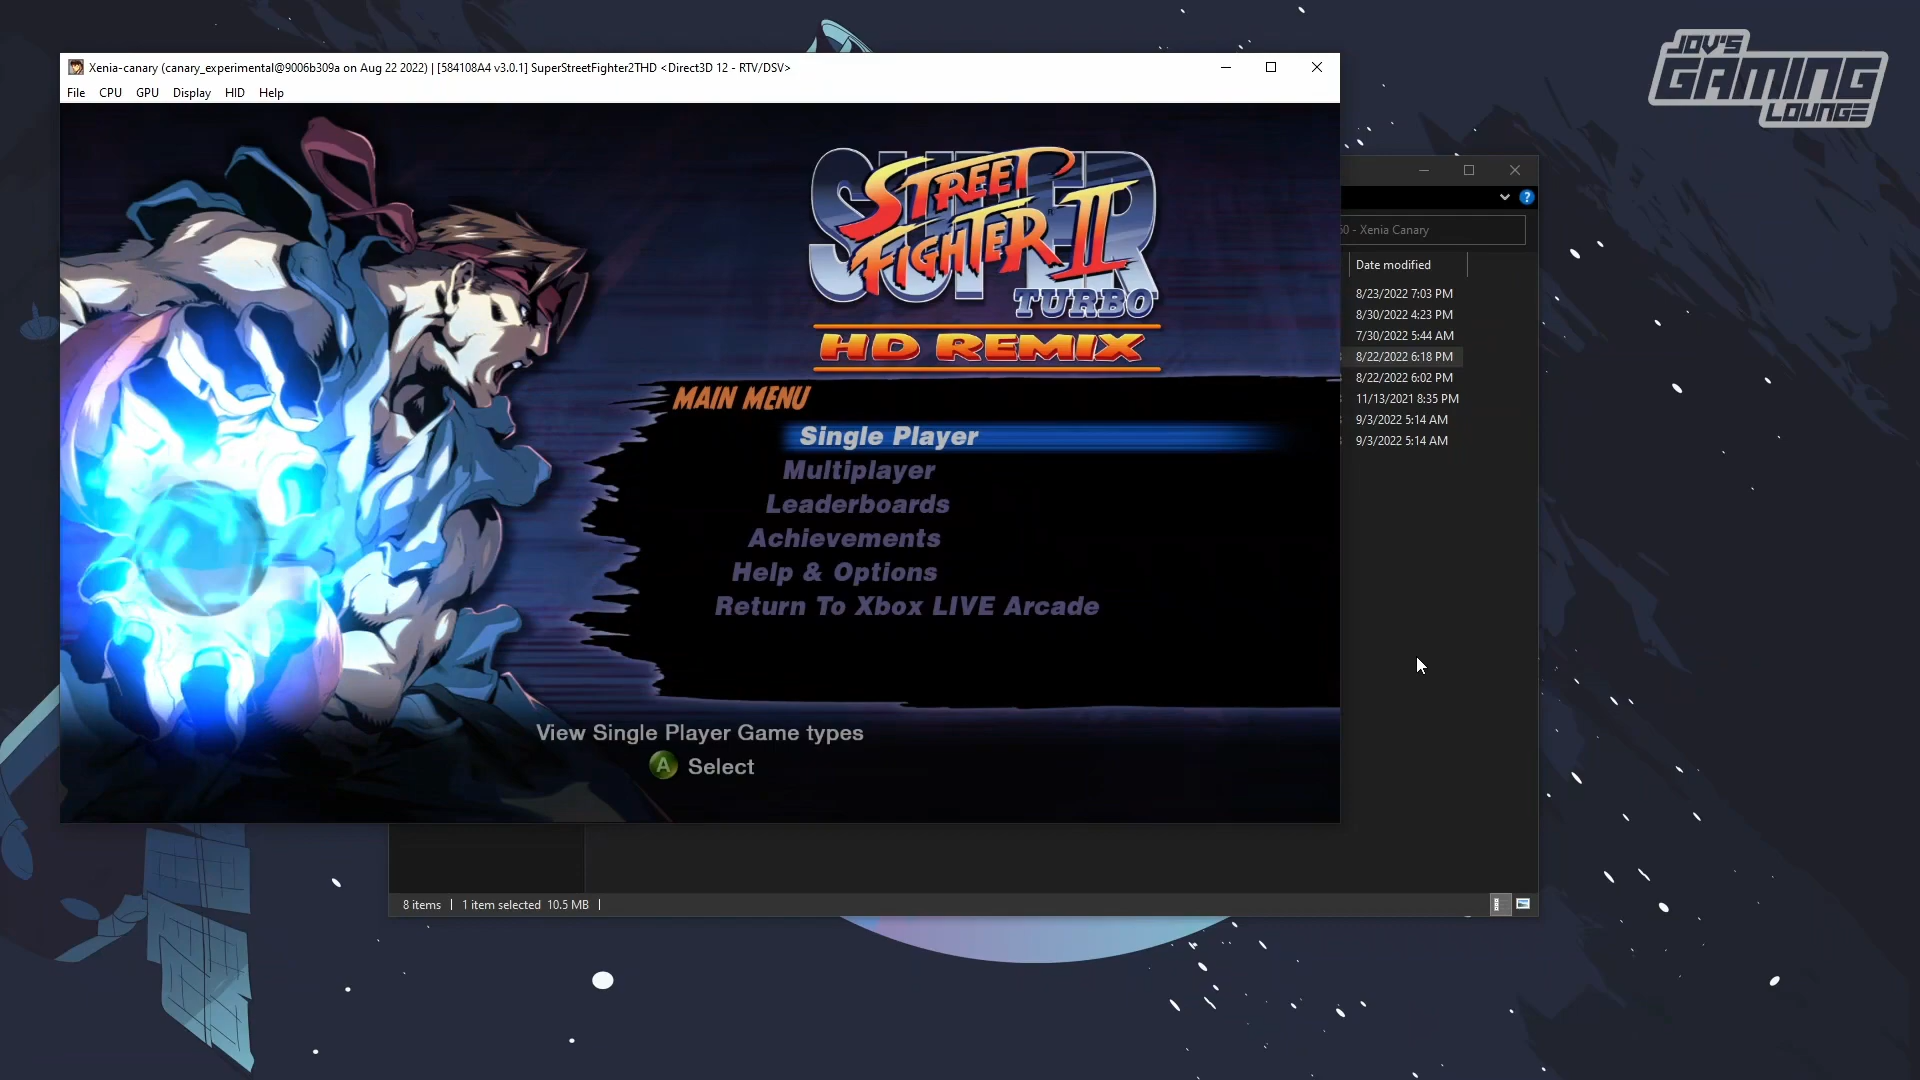 JOV'S
GAMING
LOUNGE
Xenia-canary (canary_experimental@9006b309a on Aug 22 2022) | [584108A4 v3.0.1] SuperStreetFighter2THD <Direct3D 12 - RTV/DSV>
File CPU GPU Display HID Help
SUPER
STREET
FIGHTER II
TURBO
HD REMIX
MAIN MENU
Single Player
Multiplayer
Leaderboards
Achievements
Help & Options
Return To Xbox LIVE Arcade
View Single Player Game types
A Select
?
- Xenia Canary
Date modified
8/23/2022 7:03 PM
8/30/2022 4:23 PM
7/30/2022 5:44 AM
8/22/2022 6:18 PM
8/22/2022 6:02 PM
11/13/2021 8:35 PM
9/3/2022 5:14 AM
9/3/2022 5:14 AM
8 items | 1 item selected 10.5 MB |